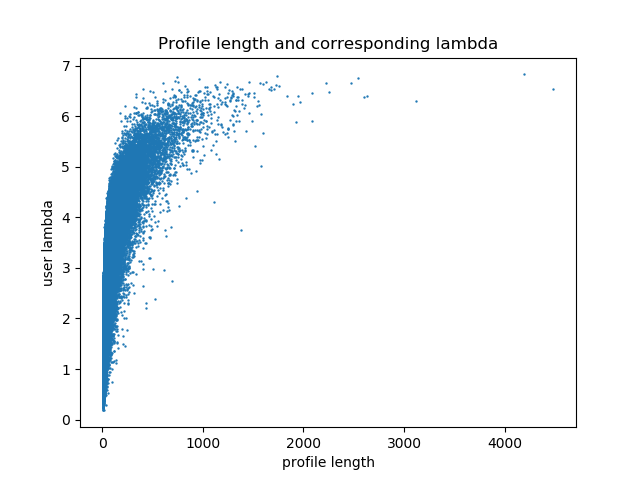 Profile length and corresponding lambda
7
6
5
4
3
2
1
0
user lambda
0 1000 2000 3000 4000
profile length